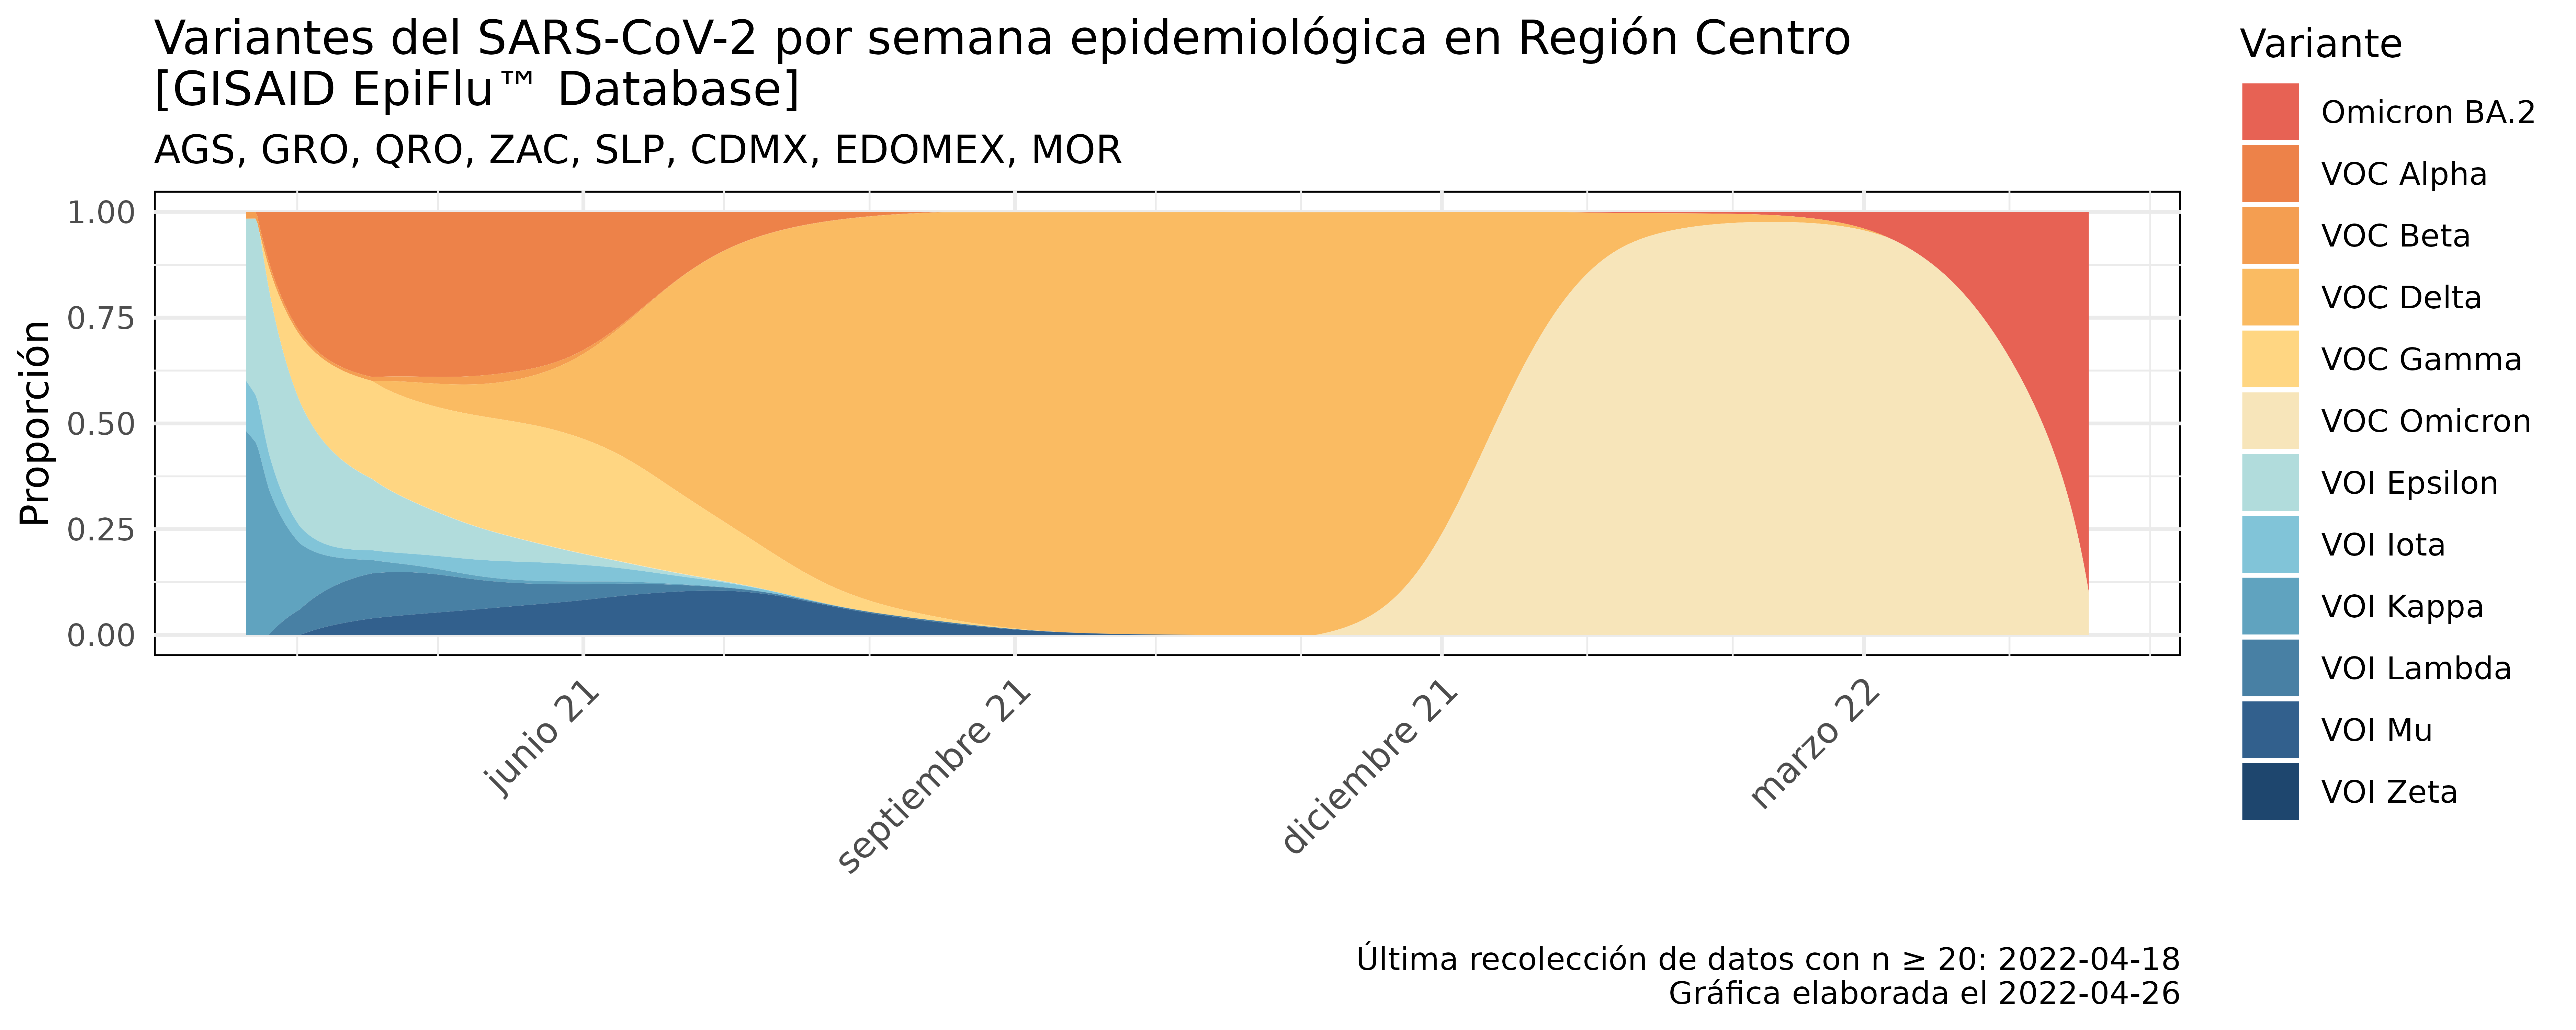 Variantes del SARS-CoV-2 por semana epidemiológica en Región Centro
[GISAID EpiFlu™ Database]
AGS, GRO, QRO, ZAC, SLP, CDMX, EDOMEX, MOR
Proporción
1.00
0.75
0.50
0.25
0.00
junio 21
septiembre 21
diciembre 21
marzo 22
Variante
Omicron BA.2
VOC Alpha
VOC Beta
VOC Delta
VOC Gamma
VOC Omicron
VOI Epsilon
VOI Iota
VOI Kappa
VOI Lambda
VOI Mu
VOI Zeta
Última recolección de datos con n ≥ 20: 2022-04-18
Gráfica elaborada el 2022-04-26